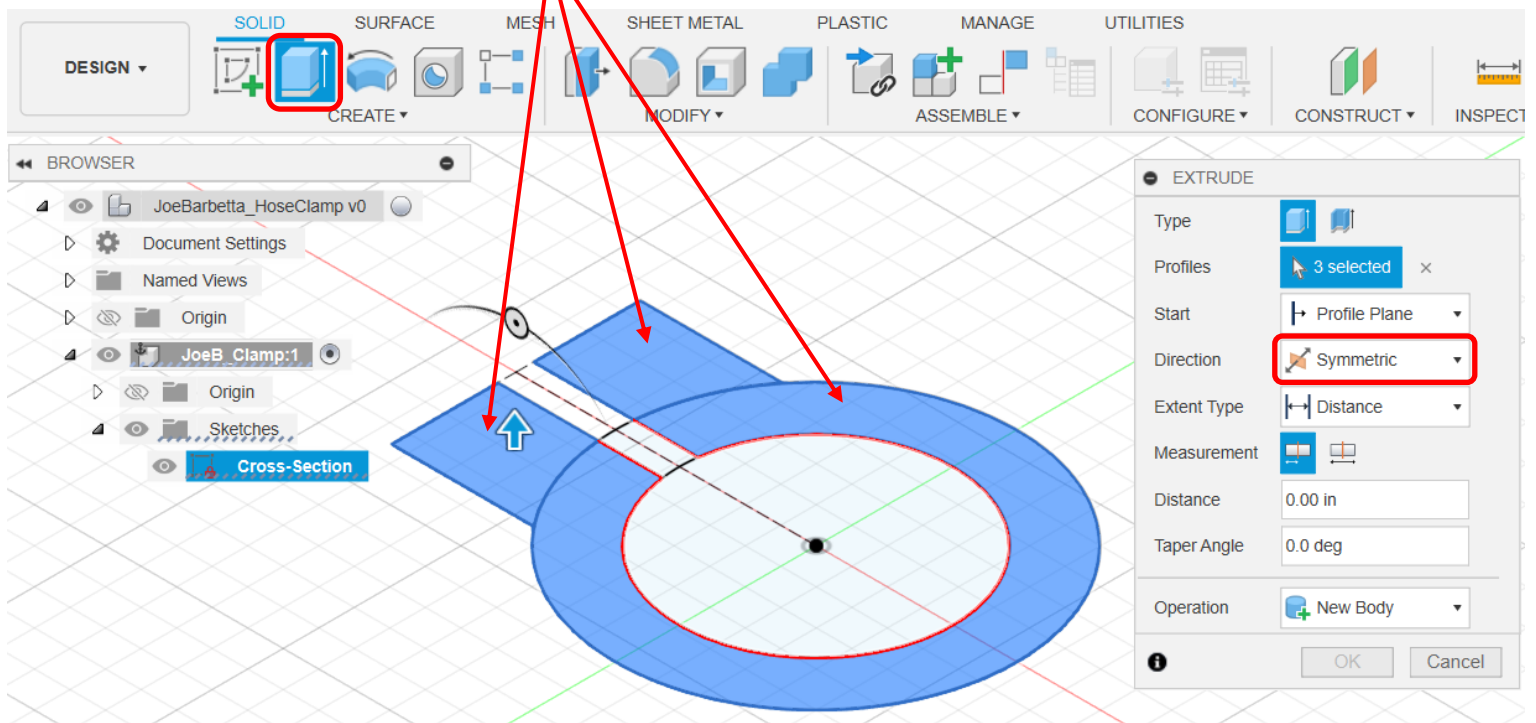 SOLID SURFACE MESH SHEET METAL PLASTIC MANAGE UTILITIES
DESIGN ▾
CREATE ▾ MODIFY ▾ ASSEMBLE ▾ CONFIGURE ▾ CONSTRUCT ▾ INSPECT
BROWSER
JoeBarbetta_HoseClamp v0
Document Settings
Named Views
Origin
JoeB_Clamp:1
Origin
Sketches
Cross-Section
EXTRUDE
Type
Profiles 3 selected ×
Start Profile Plane
Direction Symmetric
Extent Type Distance
Measurement
Distance 0.00 in
Taper Angle 0.0 deg
Operation New Body
OK Cancel